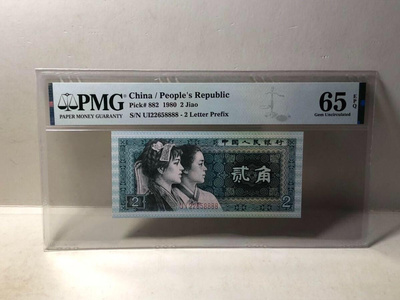 PMG
PAPER MONEY GUARANTY
China / People's Republic
Pick# 882 1980 2 Jiao
S/N UI22658888 - 2 Letter Prefix
65 EPQ
Gem Uncirculated
中国人民银行
贰角
2
UI22658888
2